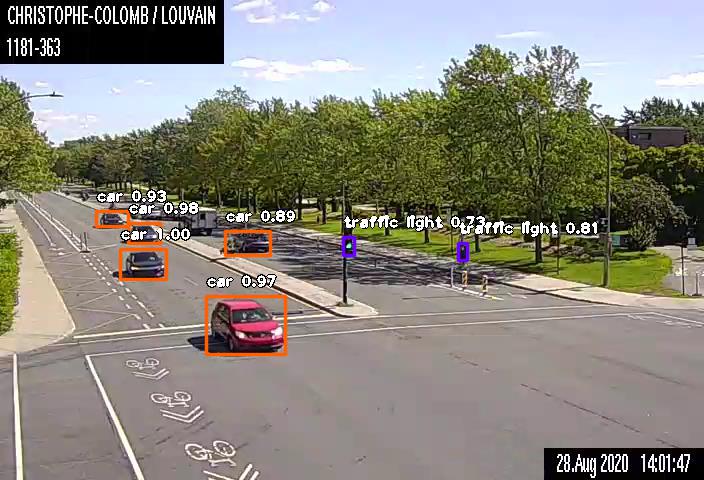 CHRISTOPHE-COLOMB / LOUVAIN
1181-363
car 0.93
car 0.98
car 0.89
traffic light 0.73
traffic light 0.81
car 1.00
car 0.97
28.Aug 2020 14:01:47